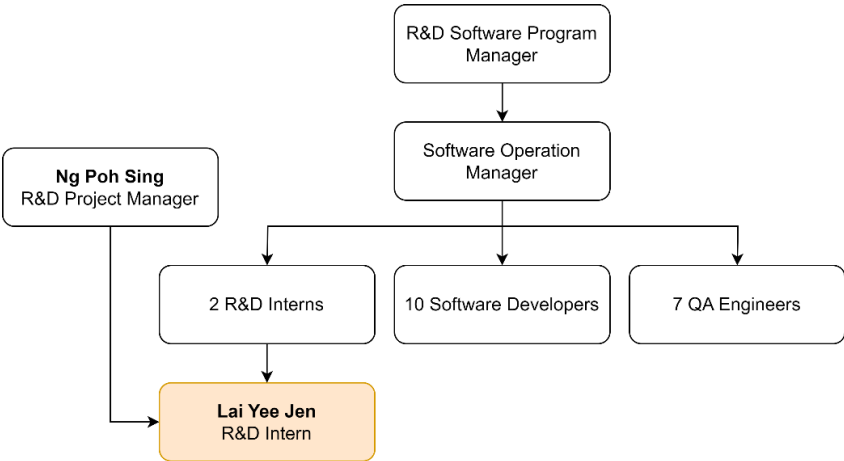 R&D Software Program
Manager
Software Operation
Manager
Ng Poh Sing
R&D Project Manager
2 R&D Interns
10 Software Developers
7 QA Engineers
Lai Yee Jen
R&D Intern